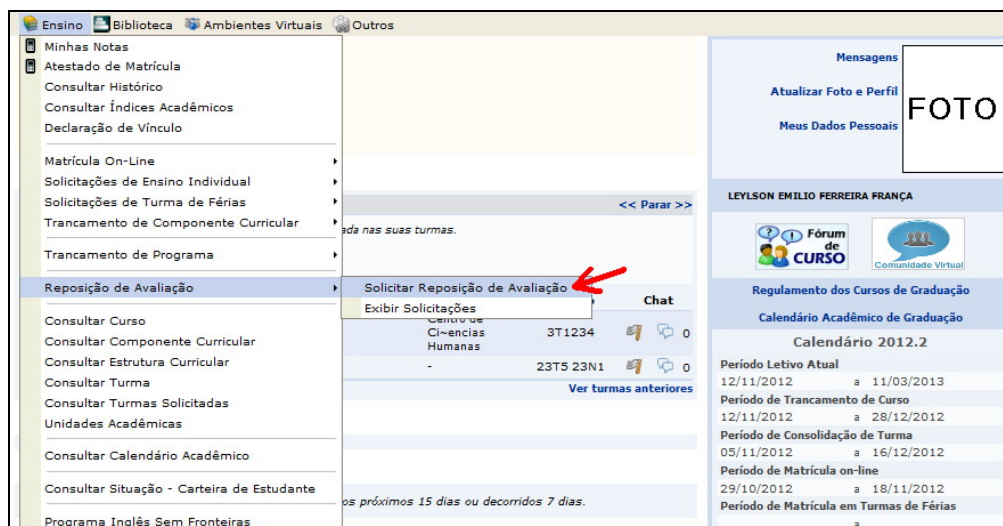 Ensino Biblioteca Ambientes Virtuais Outros
Minhas Notas
Atestado de Matrícula
Consultar Histórico
Consultar Índices Acadêmicos
Declaração de Vínculo
Matrícula On-Line
Solicitações de Ensino Individual
Solicitações de Turma de Férias
Trancamento de Componente Curricular
Trancamento de Programa
Reposição de Avaliação
Consultar Curso
Consultar Componente Curricular
Consultar Estrutura Curricular
Consultar Turma
Consultar Turmas Solicitadas
Unidades Acadêmicas
Consultar Calendário Acadêmico
Consultar Situação - Carteira de Estudante
Programa Inglês Sem Fronteiras
Solicitar Reposição de Avaliação
Exibir Solicitações
<< Parar >>
ada nas suas turmas.
Chat
Centro de
Ci~encias
Humanas
3T1234
0
-
23T5 23N1
0
Ver turmas anteriores
os próximos 15 dias ou decorridos 7 dias.
Mensagens
Atualizar Foto e Perfil
Meus Dados Pessoais
FOTO
LEYLSON EMILIO FERREIRA FRANÇA
Fórum
de
CURSO
Comunidade Virtual
Regulamento dos Cursos de Graduação
Calendário Acadêmico de Graduação
Calendário 2012.2
Período Letivo Atual
12/11/2012 a 11/03/2013
Período de Trancamento de Curso
12/11/2012 a 28/12/2012
Período de Consolidação de Turma
05/11/2012 a 16/12/2012
Período de Matrícula on-line
29/10/2012 a 18/11/2012
Período de Matrícula em Turmas de Férias
a